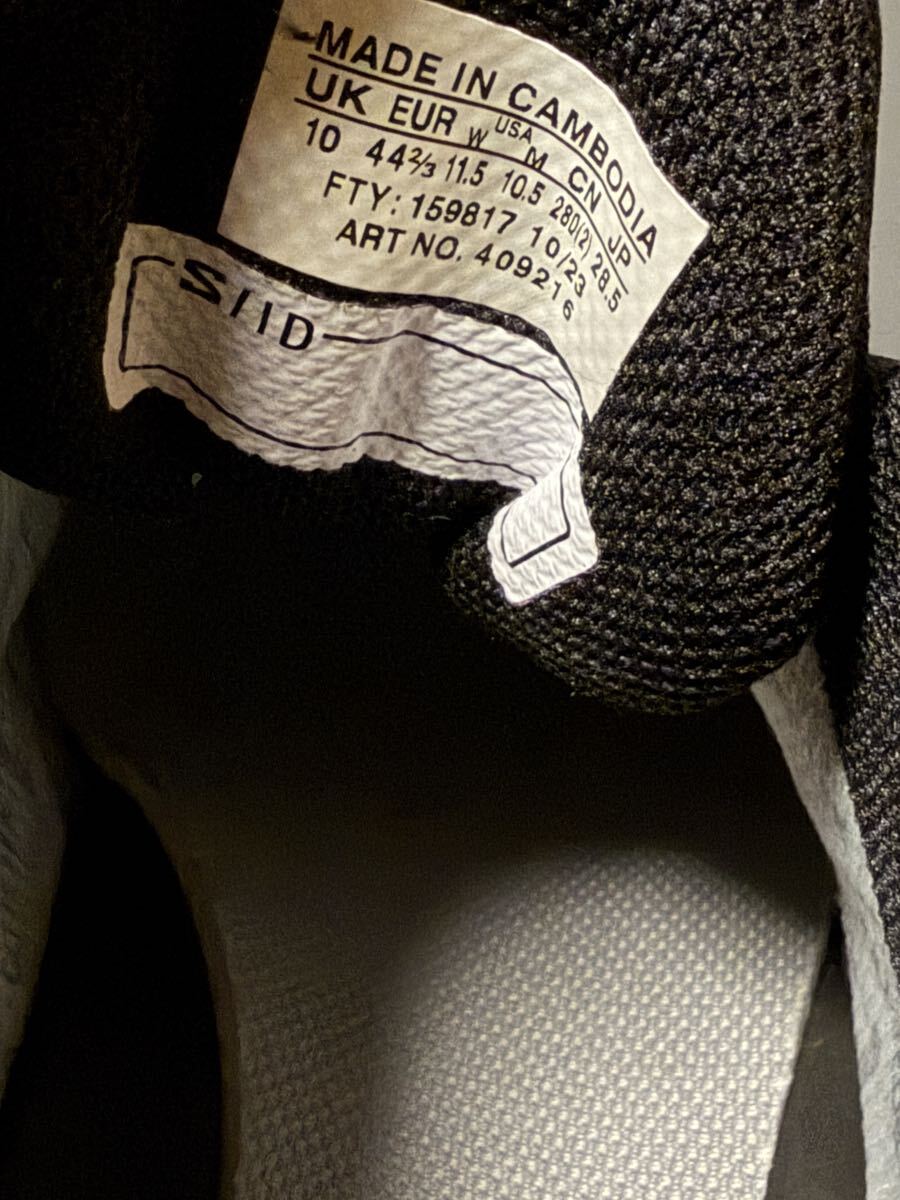 MADE IN CAMBODIA
UK EUR USA CN JP
W M
10 44⅔ 11.5 10.5 280(2) 28.5
FTY: 159817 10/23
ART NO. 409216
SIID